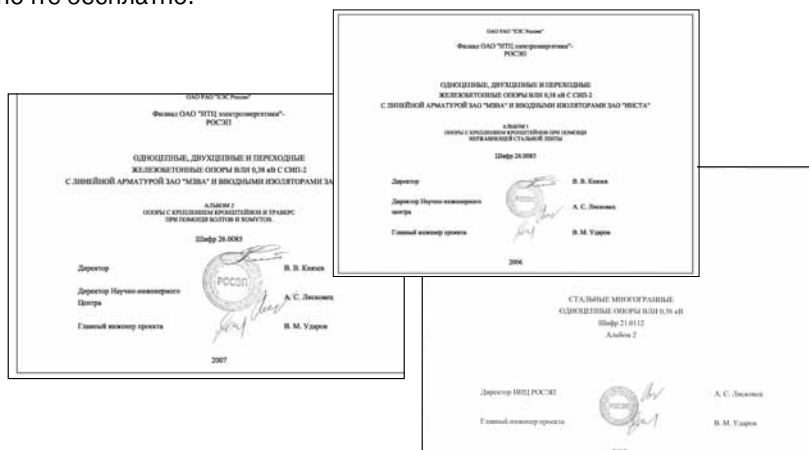 бесплатно.
ОАО РАО "ЕЭС России"
Филиал ОАО "НТЦ электроэнергетики"-
РОСЭП
ОДНОЦЕПНЫЕ, ДВУХЦЕПНЫЕ И ПЕРЕХОДНЫЕ
ЖЕЛЕЗОБЕТОННЫЕ ОПОРЫ ВЛИ 0,38 кВ С СИП-2
С ЛИНЕЙНОЙ АРМАТУРОЙ ЗАО "МЗВА" И ВВОДНЫМИ ИЗОЛЯТОРАМИ ЗАО "ИНСТА"
АЛЬБОМ 1
ОПОРЫ С КРЕПЛЕНИЕМ КРОНШТЕЙНОВ ПРИ ПОМОЩИ
НЕРЖАВЕЮЩЕЙ СТАЛЬНОЙ ЛЕНТЫ
Шифр 26.0085
Директор В. В. Князев
Директор Научно-инженерного
центра А. С. Лисковец
Главный инженер проекта В. М. Ударов
2006
ОАО РАО "ЕЭС России"
Филиал ОАО "НТЦ электроэнергетики"-
РОСЭП
ОДНОЦЕПНЫЕ, ДВУХЦЕПНЫЕ И ПЕРЕХОДНЫЕ
ЖЕЛЕЗОБЕТОННЫЕ ОПОРЫ ВЛИ 0,38 кВ С СИП-2
С ЛИНЕЙНОЙ АРМАТУРОЙ ЗАО "МЗВА" И ВВОДНЫМИ ИЗОЛЯТОРАМИ ЗА
АЛЬБОМ 2
ОПОРЫ С КРЕПЛЕНИЕМ КРОНШТЕЙНОВ И ТРАВЕРС
ПРИ ПОМОЩИ БОЛТОВ И ХОМУТОВ.
Шифр 26.0085
Директор В. В. Князев
Директор Научно-инженерного
Центра А. С. Лисковец
РОСЭП
Главный инженер проекта В. М. Ударов
2007
СТАЛЬНЫЕ МНОГОГРАННЫЕ
ОДНОЦЕПНЫЕ ОПОРЫ ВЛИ 0,38 кВ
Шифр 21.0112
Альбом 2
Директор НИЦ РОСЭП А. С. Лисковец
РОСЭП
Главный инженер проекта В. М. Ударов